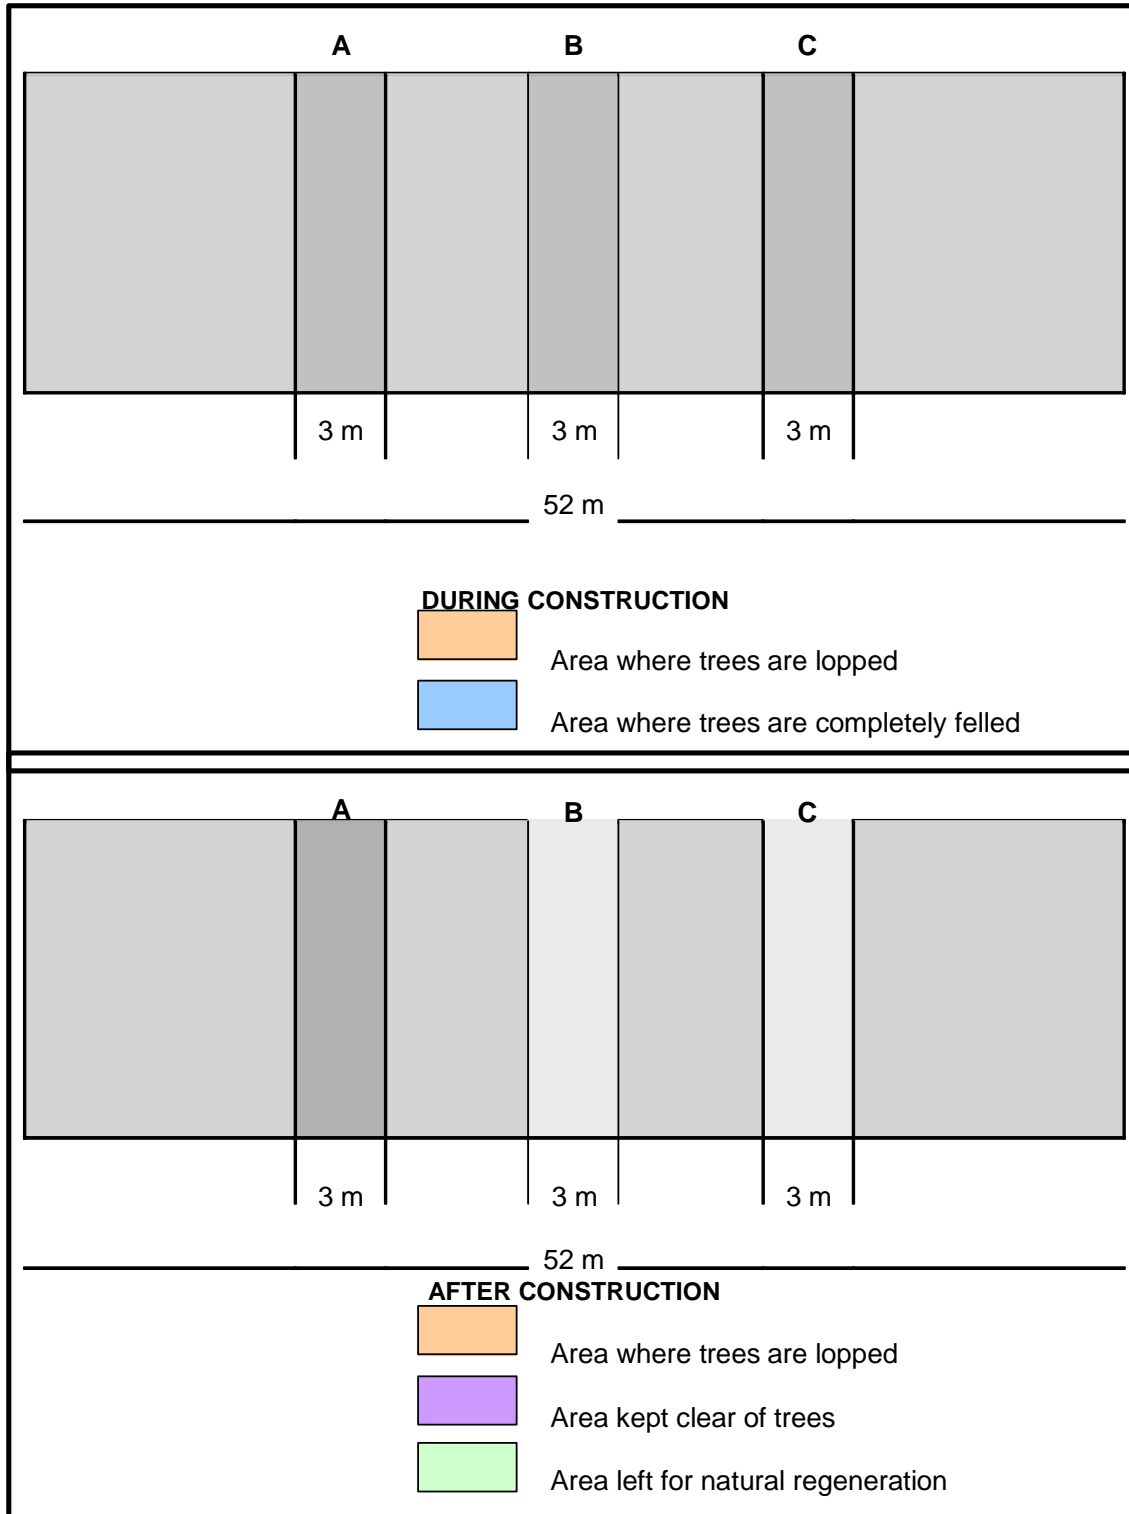 A B C
3 m 3 m 3 m
52 m
DURING CONSTRUCTION
Area where trees are lopped
Area where trees are completely felled
A B C
3 m 3 m 3 m
52 m
AFTER CONSTRUCTION
Area where trees are lopped
Area kept clear of trees
Area left for natural regeneration